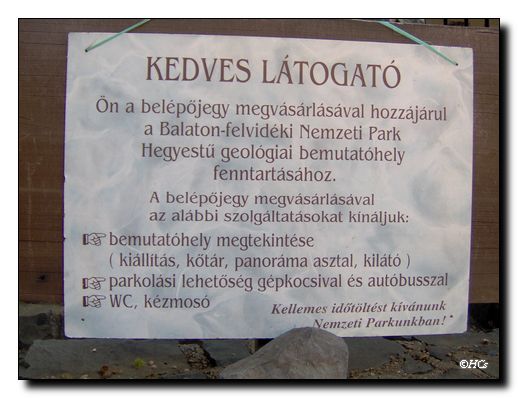 KEDVES LÁTOGATÓ
Ön a belépőjegy megvásárlásával hozzájárul
a Balaton-felvidéki Nemzeti Park
Hegyestű geológiai bemutatóhely
fenntartásához.
A belépőjegy megvásárlásával
az alábbi szolgáltatásokat kínáljuk:
bemutatóhely megtekintése
( kiállítás, kőtár, panoráma asztal, kilátó )
parkolási lehetőség gépkocsival és autóbusszal
WC, kézmosó
Kellemes időtöltést kívánunk
Nemzeti Parkunkban!
©HCs